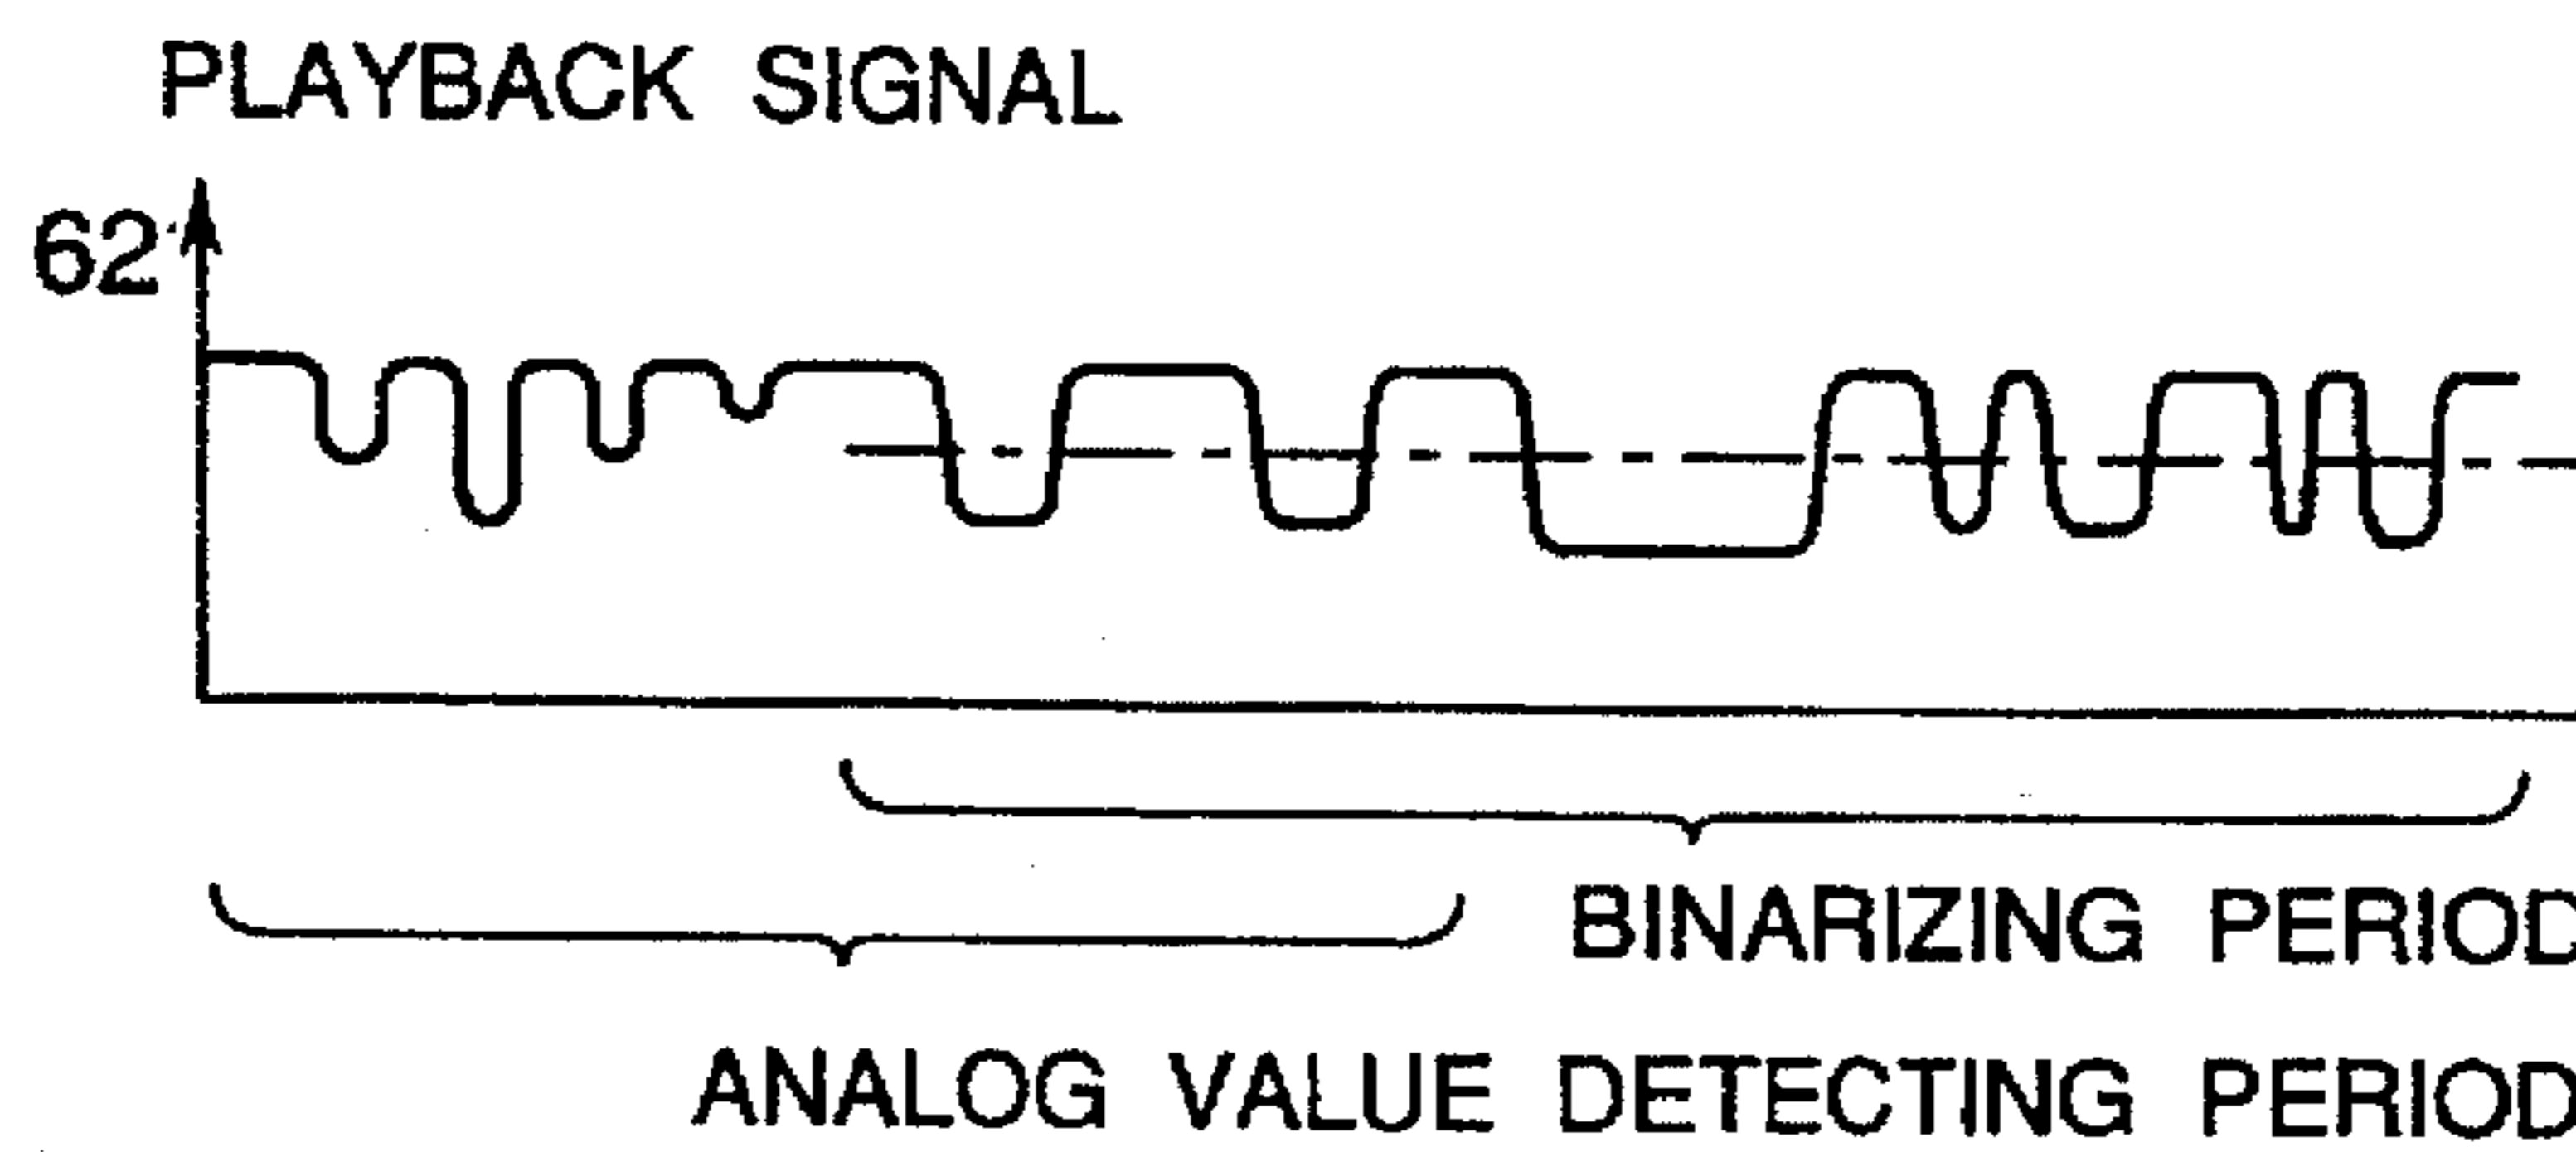 PLAYBACK SIGNAL
62
BINARIZING PERIOD
ANALOG VALUE DETECTING PERIOD